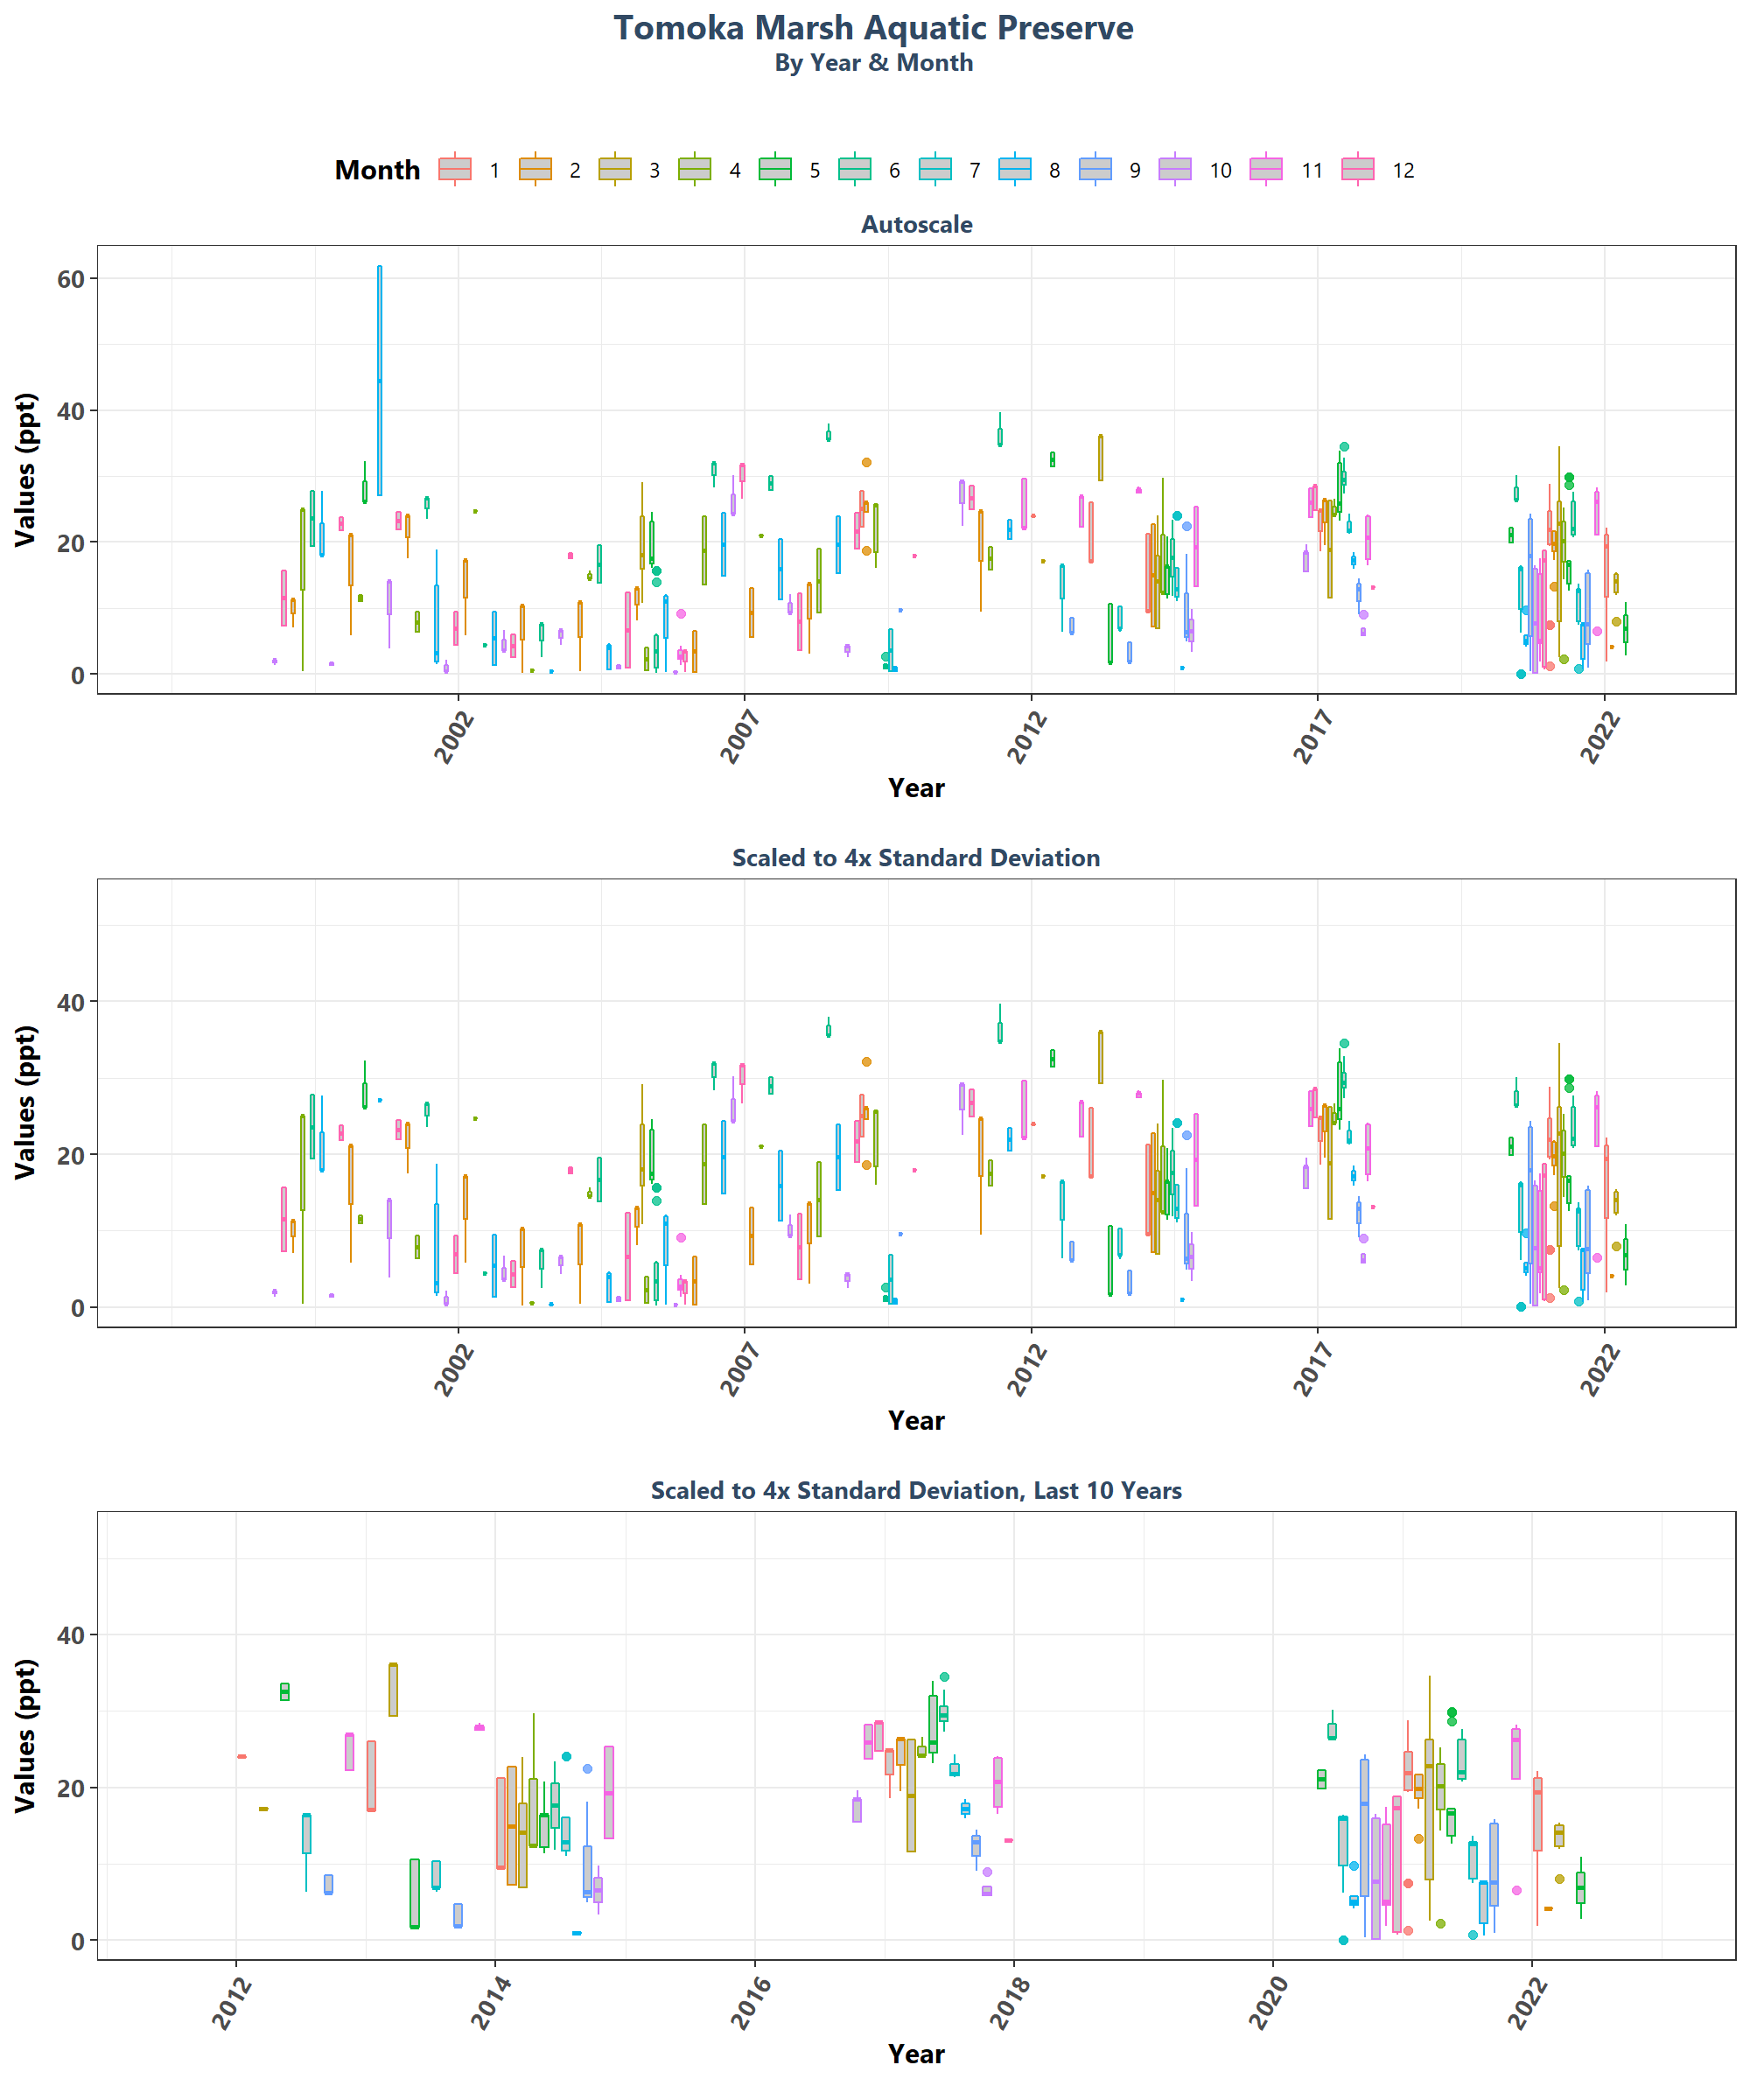 Tomoka Marsh Aquatic Preserve
By Year & Month
Month 1 2 3 4 5 6 7 8 9 10 11 12
Autoscale
Values (ppt)
60
40
20
0
2002 2007 2012 2017 2022
Year
Scaled to 4x Standard Deviation
Values (ppt)
40
20
0
2002 2007 2012 2017 2022
Year
Scaled to 4x Standard Deviation, Last 10 Years
Values (ppt)
40
20
0
2012 2014 2016 2018 2020 2022
Year